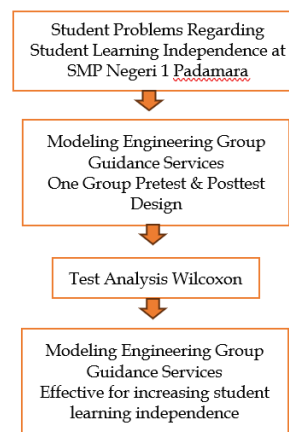 Student Problems Regarding
Student Learning Independence at
SMP Negeri 1 Padamara
Modeling Engineering Group
Guidance Services
One Group Pretest & Posttest
Design
Test Analysis Wilcoxon
Modeling Engineering Group
Guidance Services
Effective for increasing student
learning independence